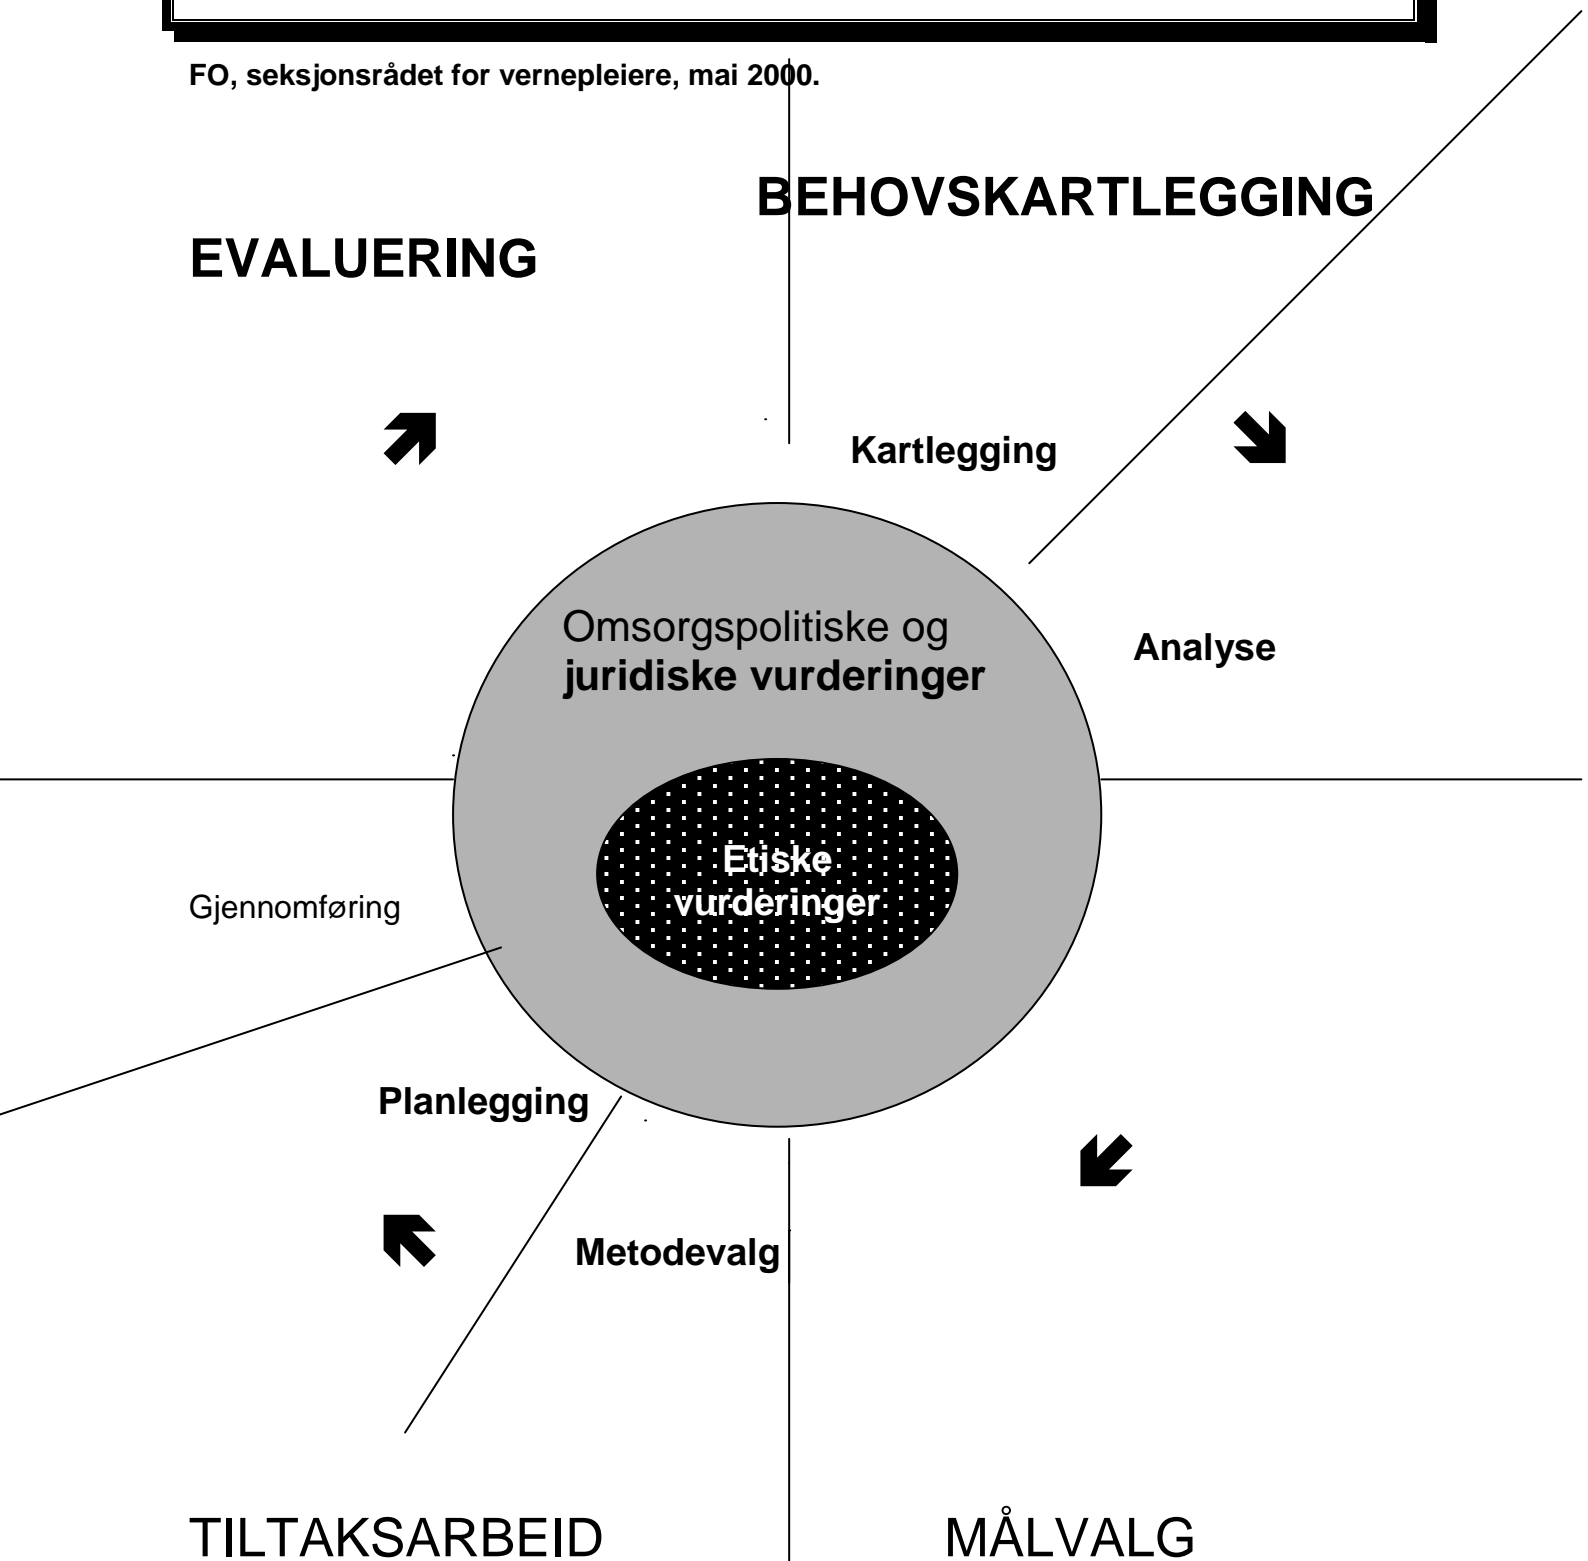 FO, seksjonsrådet for vernepleiere, mai 2000.
BEHOVSKARTLEGGING
EVALUERING
Kartlegging
Omsorgspolitiske og
juridiske vurderinger
Analyse
Etiske
vurderinger
Gjennomføring
Planlegging
Metodevalg
TILTAKSARBEID
MÅLVALG